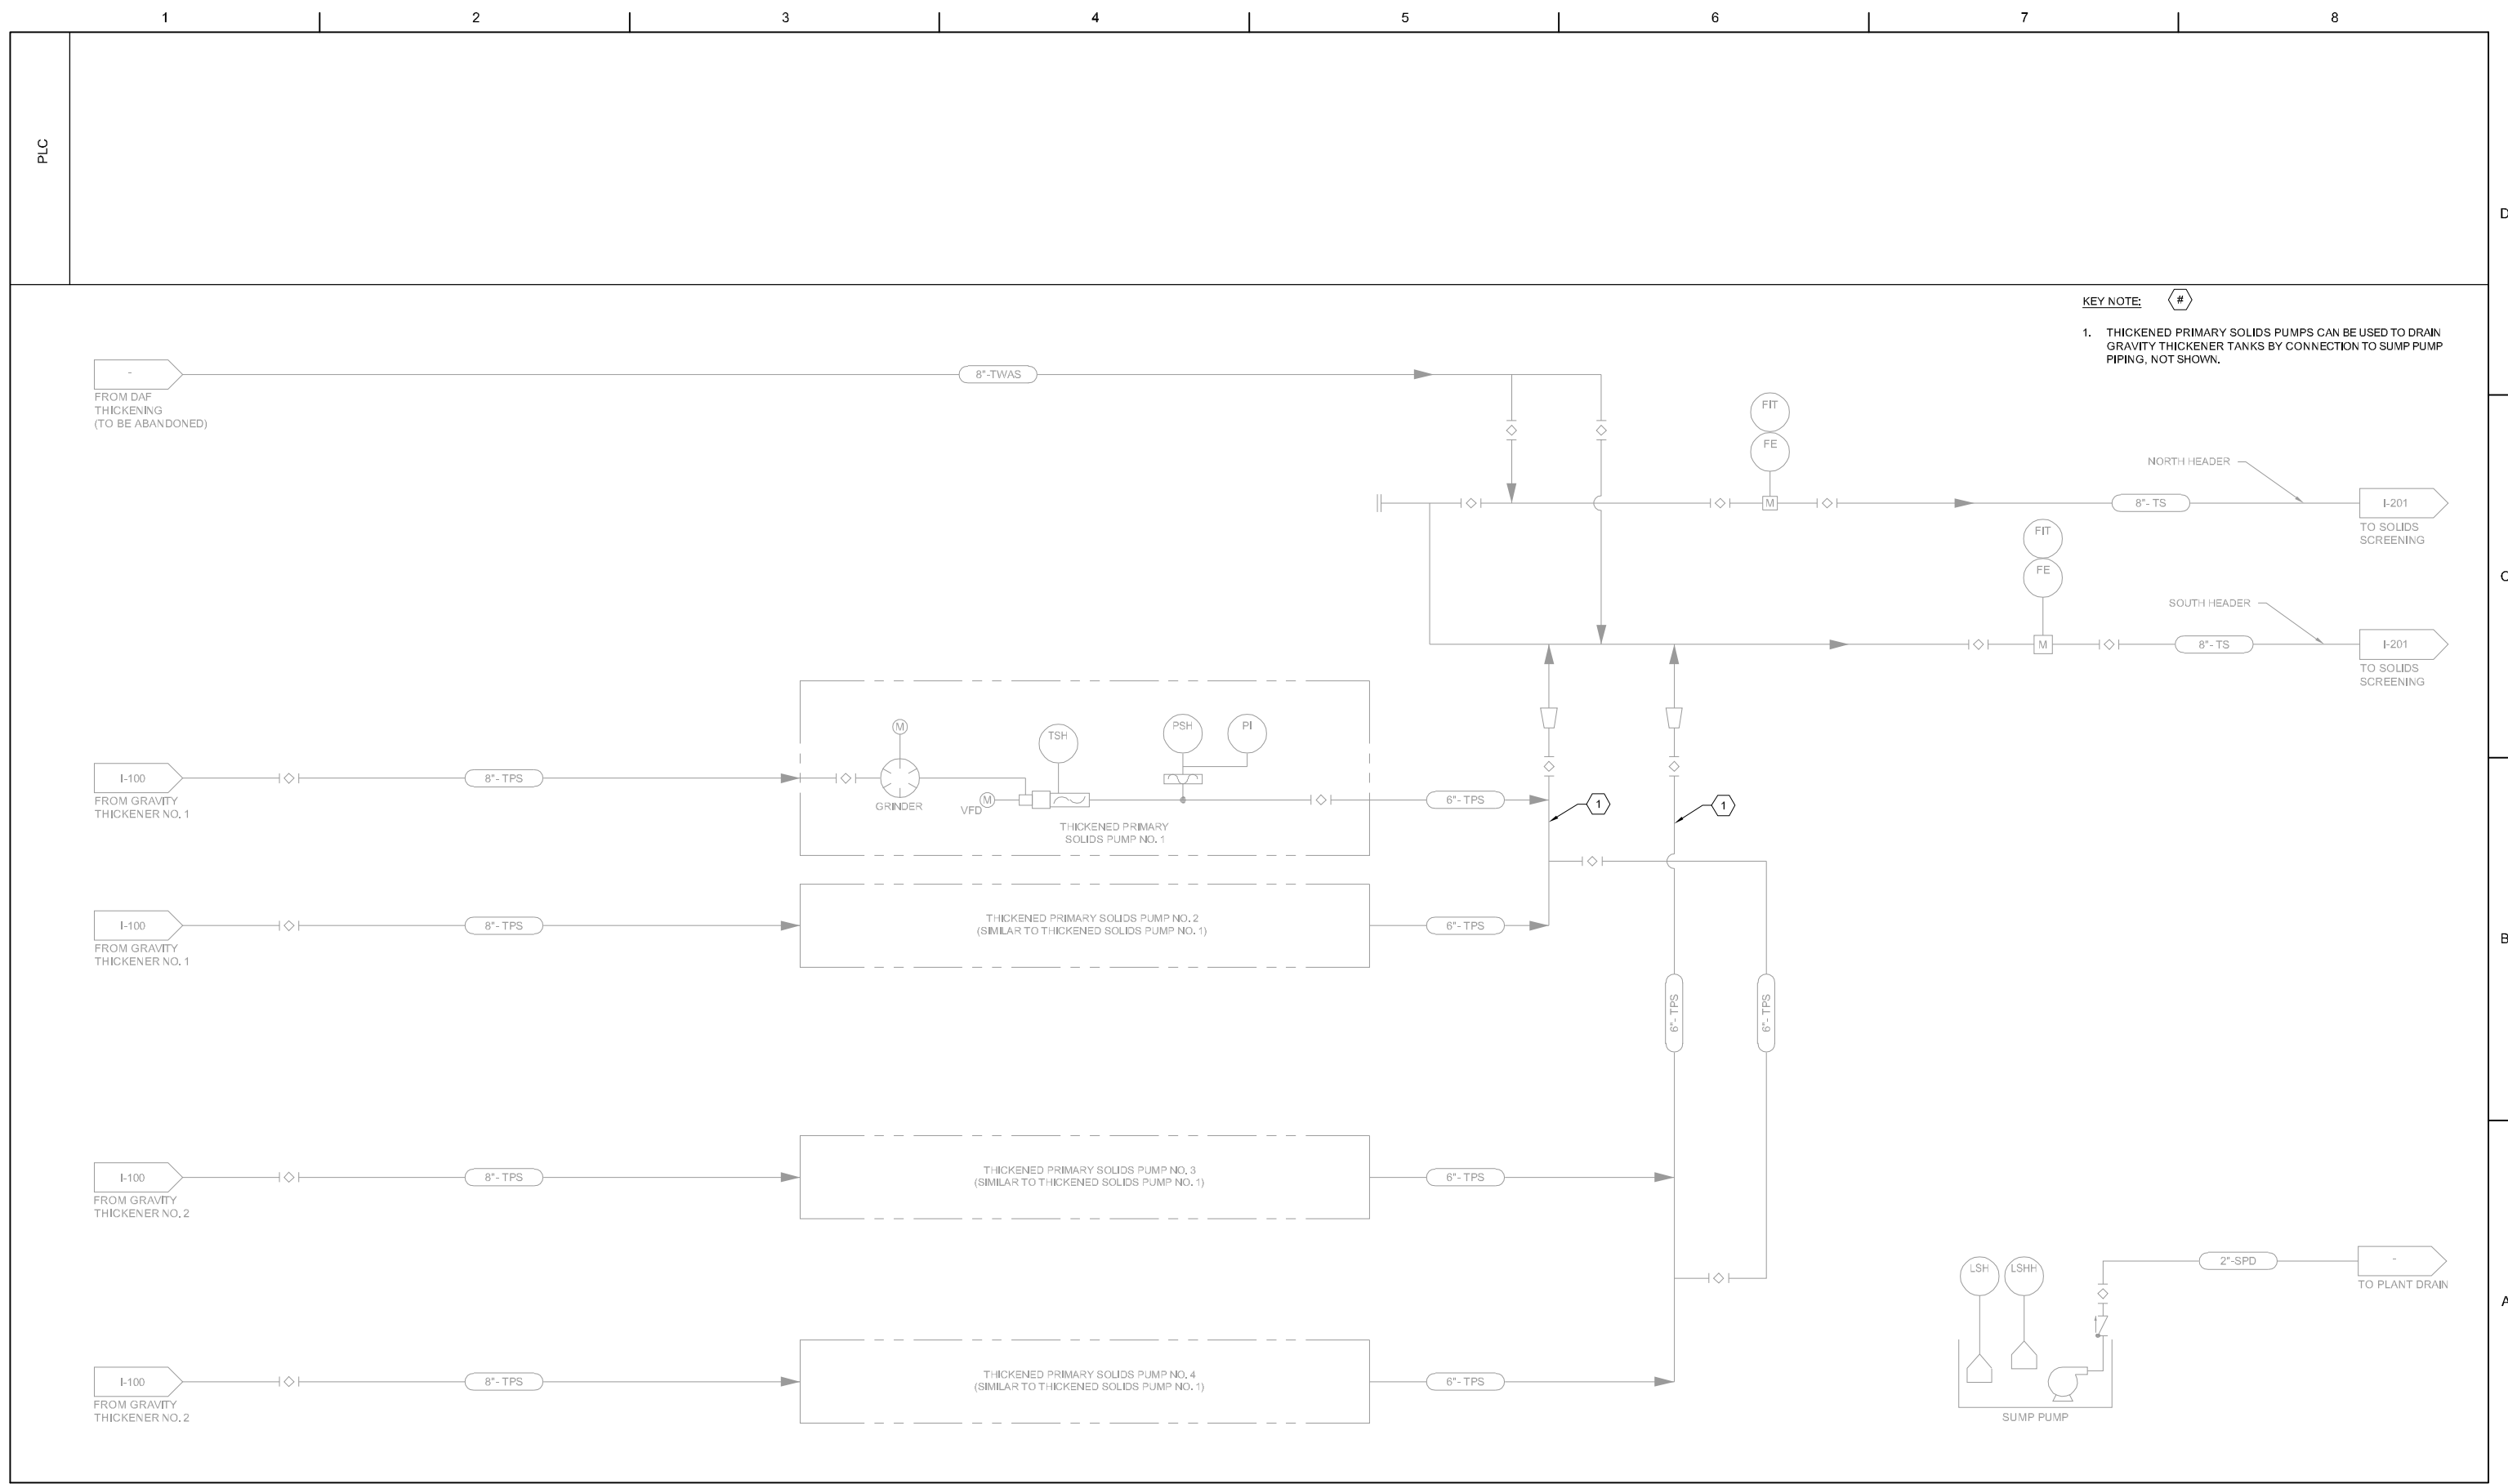 1 2 3 4 5 6 7 8
PLC
D
KEY NOTE: #
1. THICKENED PRIMARY SOLIDS PUMPS CAN BE USED TO DRAIN
GRAVITY THICKENER TANKS BY CONNECTION TO SUMP PUMP
PIPING, NOT SHOWN.
-
8"-TWAS
FROM DAF
THICKENING
(TO BE ABANDONED)
FIT
FE
M
NORTH HEADER
8"- TS
I-201
TO SOLIDS
SCREENING
FIT
FE
M
C
SOUTH HEADER
8"- TS
I-201
TO SOLIDS
SCREENING
M
TSH
PSH
PI
I-100
8"- TPS
FROM GRAVITY
THICKENER NO. 1
GRINDER
VFD
M
THICKENED PRIMARY
SOLIDS PUMP NO. 1
6"- TPS
1
1
I-100
8"- TPS
FROM GRAVITY
THICKENER NO. 1
THICKENED PRIMARY SOLIDS PUMP NO. 2
(SIMILAR TO THICKENED SOLIDS PUMP NO. 1)
6"- TPS
B
6"- TPS
6"- TPS
I-100
8"- TPS
FROM GRAVITY
THICKENER NO. 2
THICKENED PRIMARY SOLIDS PUMP NO. 3
(SIMILAR TO THICKENED SOLIDS PUMP NO. 1)
6"- TPS
LSH
LSHH
2"-SPD
-
TO PLANT DRAIN
A
I-100
8"- TPS
FROM GRAVITY
THICKENER NO. 2
THICKENED PRIMARY SOLIDS PUMP NO. 4
(SIMILAR TO THICKENED SOLIDS PUMP NO. 1)
6"- TPS
SUMP PUMP